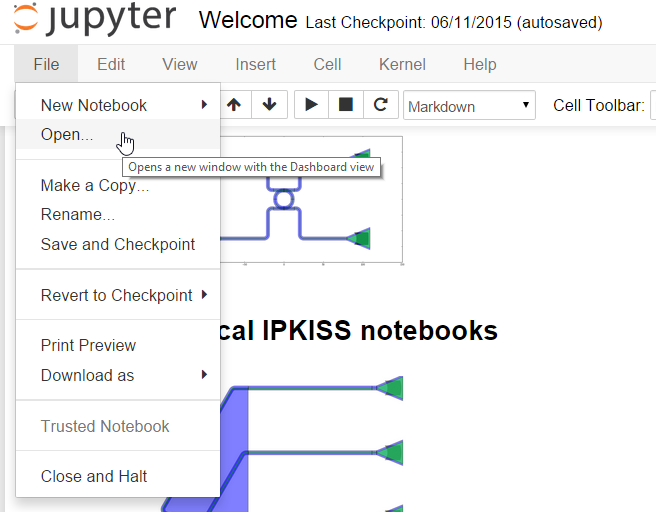 jupyter Welcome Last Checkpoint: 06/11/2015 (autosaved)
File Edit View Insert Cell Kernel Help
Markdown Cell Toolbar:
New Notebook
Open...
Opens a new window with the Dashboard view
Make a Copy...
Rename...
Save and Checkpoint
Revert to Checkpoint
cal IPKISS notebooks
Print Preview
Download as
Trusted Notebook
Close and Halt